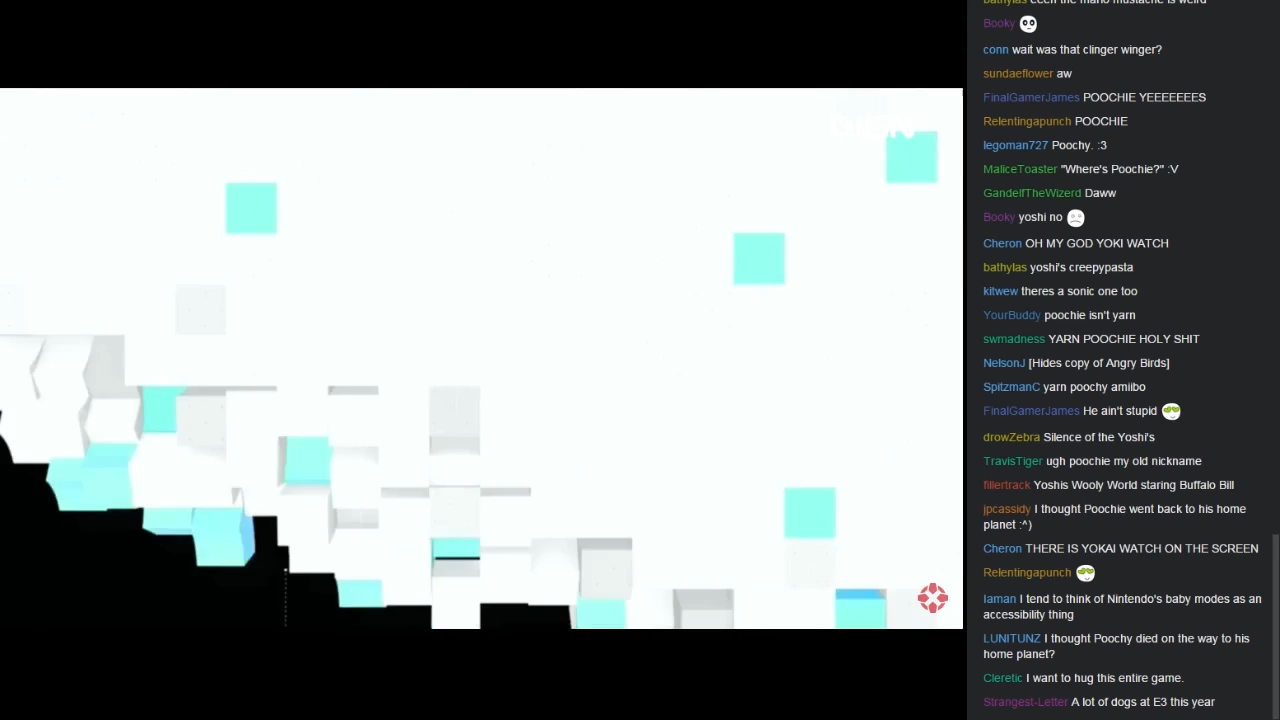 Booky
conn wait was that clinger winger?
sundaeflower aw
FinalGamerJames POOCHIE YEEEEEEES
Relentingapunch POOCHIE
legoman727 Poochy. :3
MaliceToaster "Where's Poochie?" :V
GandelfTheWizerd Daww
Booky yoshi no
Cheron OH MY GOD YOKI WATCH
bathylas yoshi's creepypasta
kitwew theres a sonic one too
YourBuddy poochie isn't yarn
swmadness YARN POOCHIE HOLY SHIT
NelsonJ [Hides copy of Angry Birds]
SpitzmanC yarn poochy amiibo
FinalGamerJames He ain't stupid
drowZebra Silence of the Yoshi's
TravisTiger ugh poochie my old nickname
fillertrack Yoshis Wooly World staring Buffalo Bill
jpcassidy I thought Poochie went back to his home
planet :^)
Cheron THERE IS YOKAI WATCH ON THE SCREEN
Relentingapunch
Iaman I tend to think of Nintendo's baby modes as an
accessibility thing
LUNITUNZ I thought Poochy died on the way to his
home planet?
Cleretic I want to hug this entire game.
Strangest-Letter A lot of dogs at E3 this year